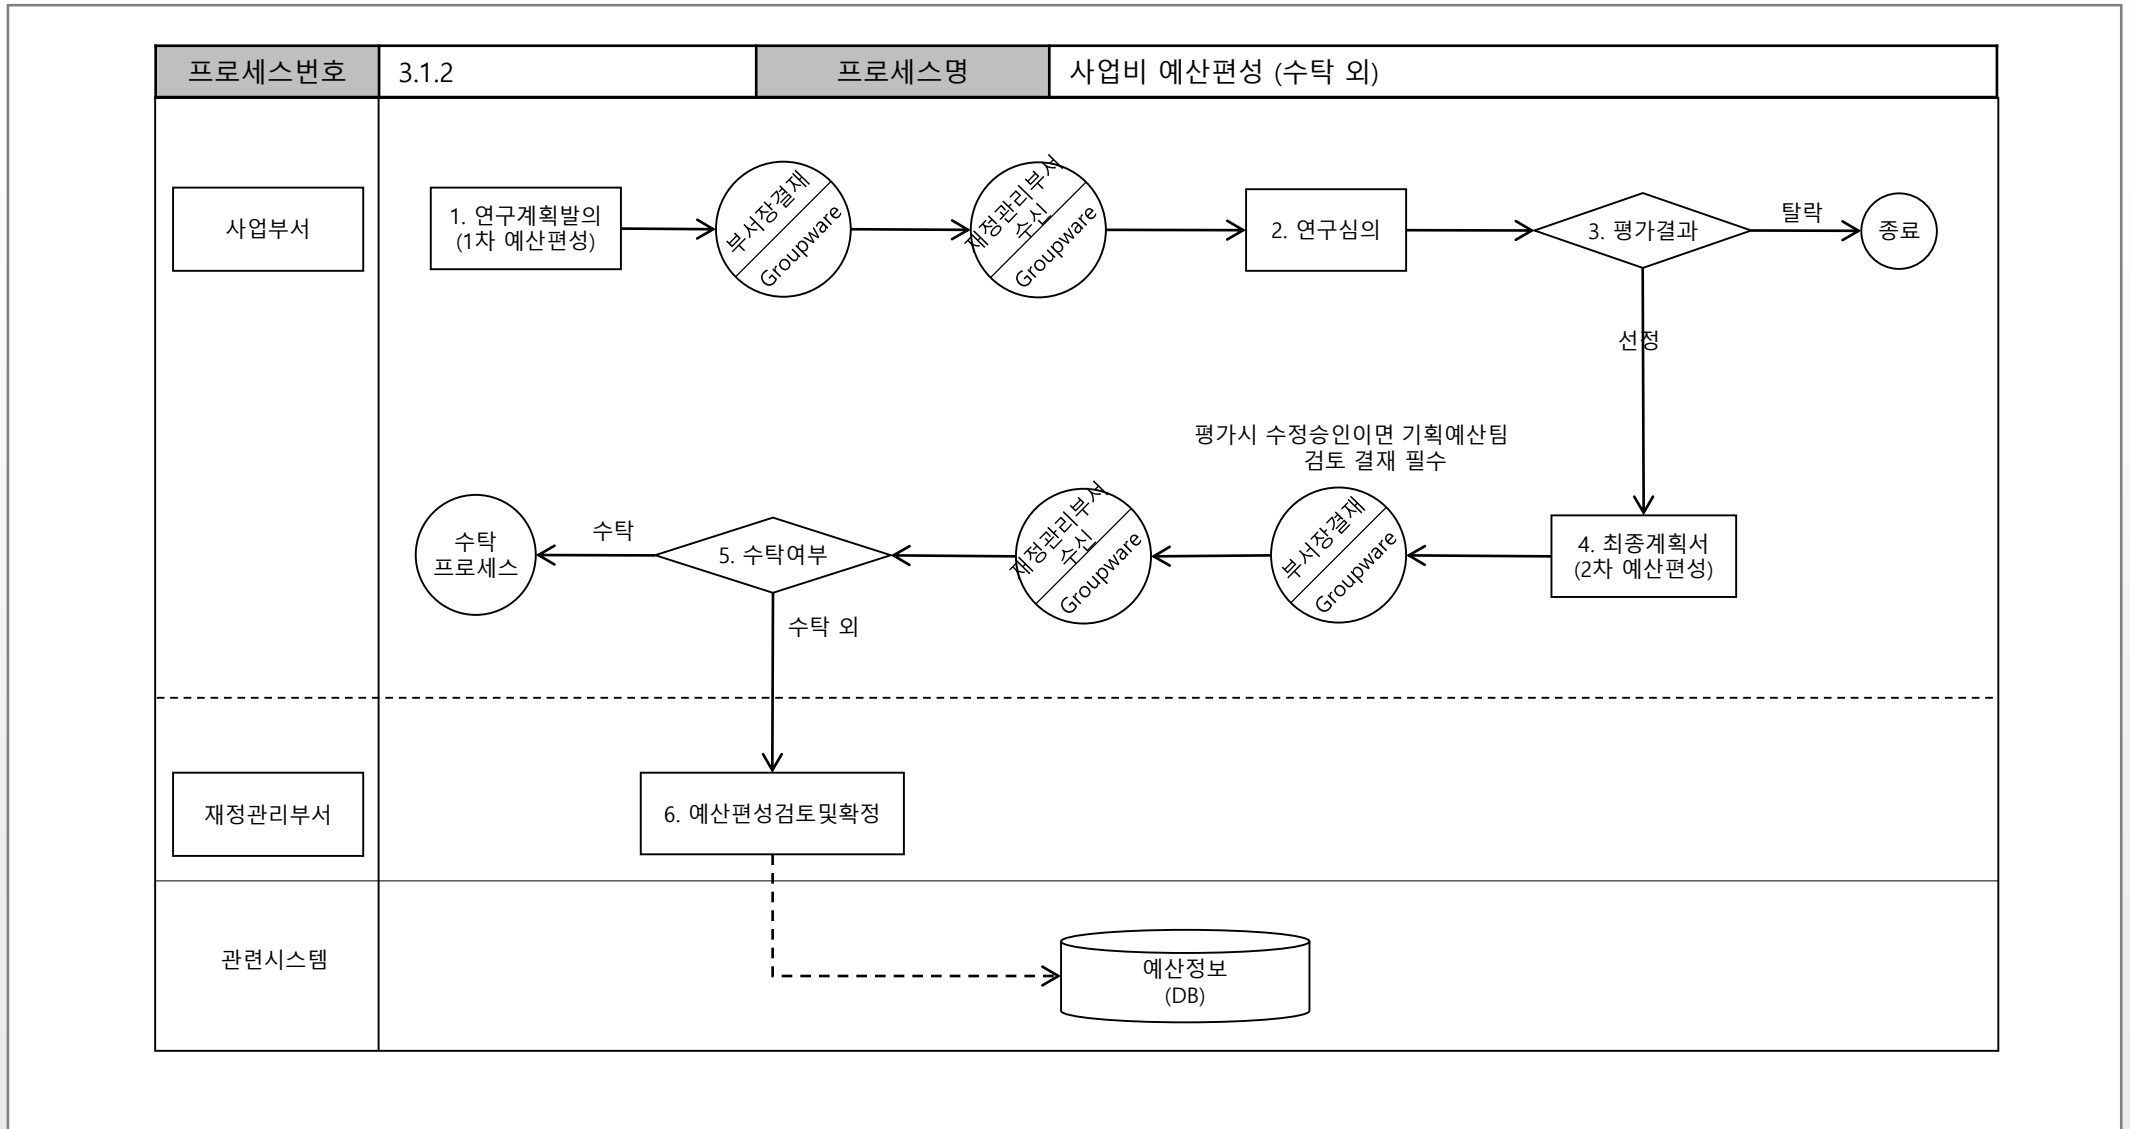 프로세스번호
3.1.2
프로세스명
사업비 예산편성 (수탁 외)
사업부서
1. 연구계획발의
(1차 예산편성)
부서장결재
Groupware
재정관리부서
수신
Groupware
2. 연구심의
3. 평가결과
탈락
종료
선정
평가시 수정승인이면 기획예산팀
검토 결재 필수
수탁
프로세스
수탁
5. 수탁여부
재정관리부서
수신
Groupware
부서장결재
Groupware
4. 최종계획서
(2차 예산편성)
수탁 외
재정관리부서
6. 예산편성검토및확정
관련시스템
예산정보
(DB)